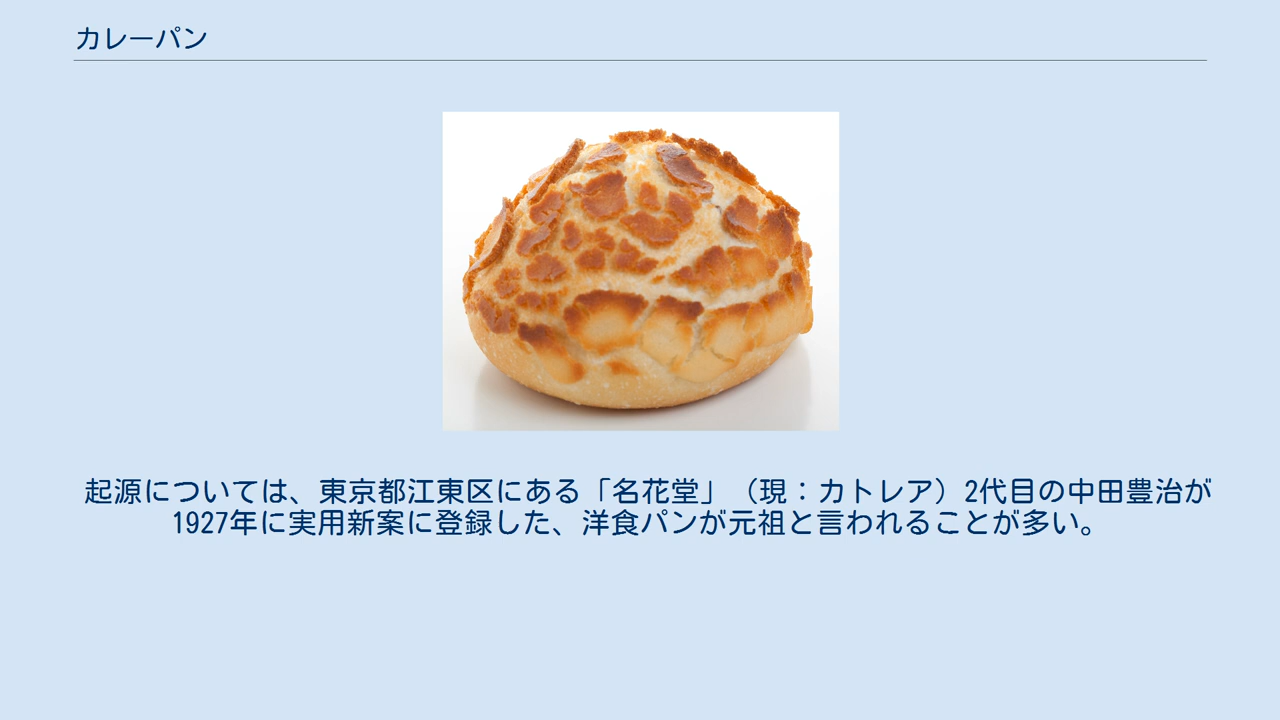 カレーパン
起源については、東京都江東区にある「名花堂」（現：カトレア）2代目の中田豊治が
1927年に実用新案に登録した、洋食パンが元祖と言われることが多い。